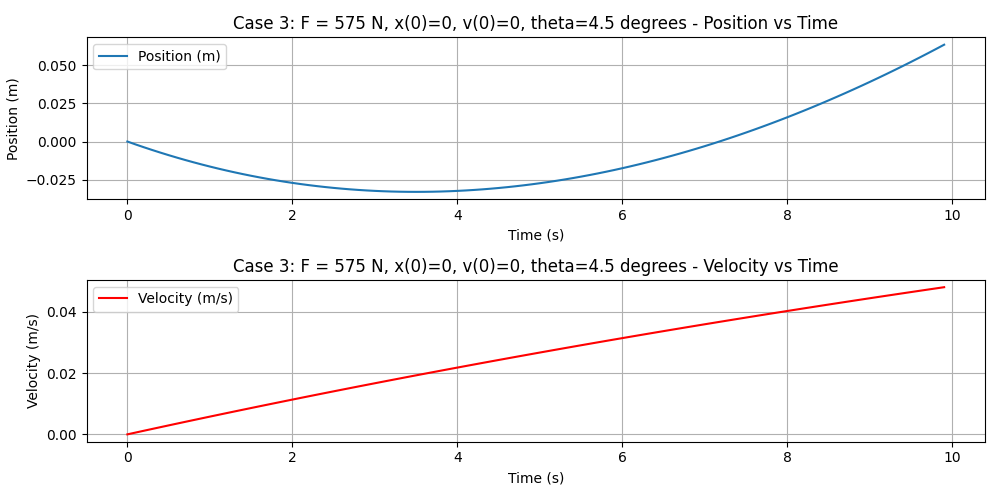 Case 3: F = 575 N, x(0)=0, v(0)=0, theta=4.5 degrees - Position vs Time
Position (m)
Position (m)
0.050
0.025
0.000
−0.025
0 2 4 6 8 10
Time (s)
Case 3: F = 575 N, x(0)=0, v(0)=0, theta=4.5 degrees - Velocity vs Time
Velocity (m/s)
Velocity (m/s)
0.04
0.02
0.00
0 2 4 6 8 10
Time (s)